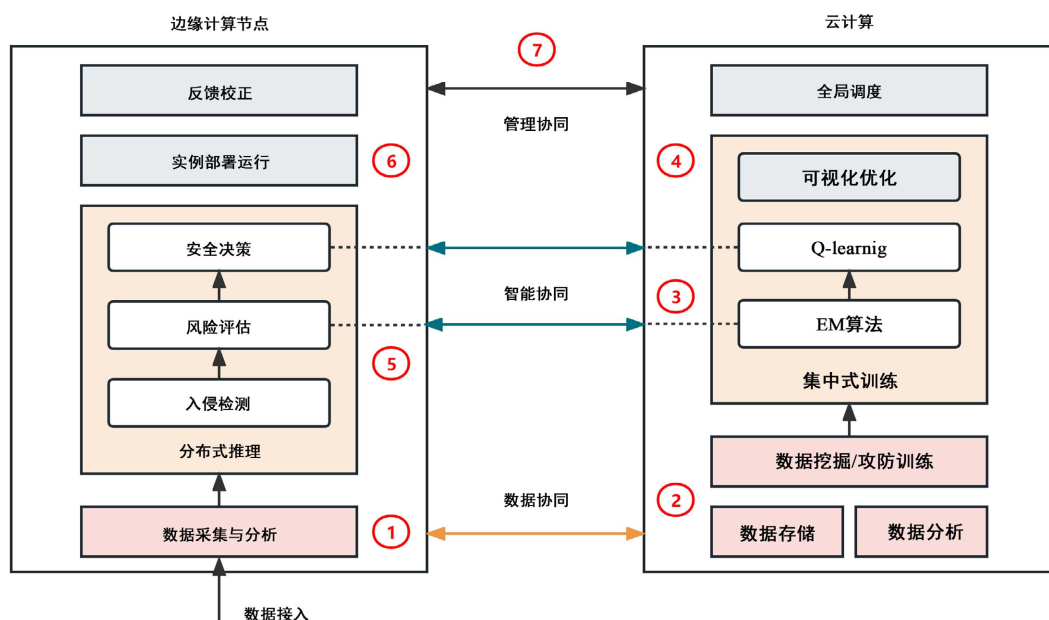 边缘计算节点
云计算
⑦
反馈校正
全局调度
管理协同
实例部署运行
⑥
④
可视化优化
安全决策
Q-learnig
智能协同
③
风险评估
EM算法
⑤
集中式训练
入侵检测
分布式推理
数据挖掘/攻防训练
数据协同
②
数据采集与分析
①
数据存储
数据分析
数据接入